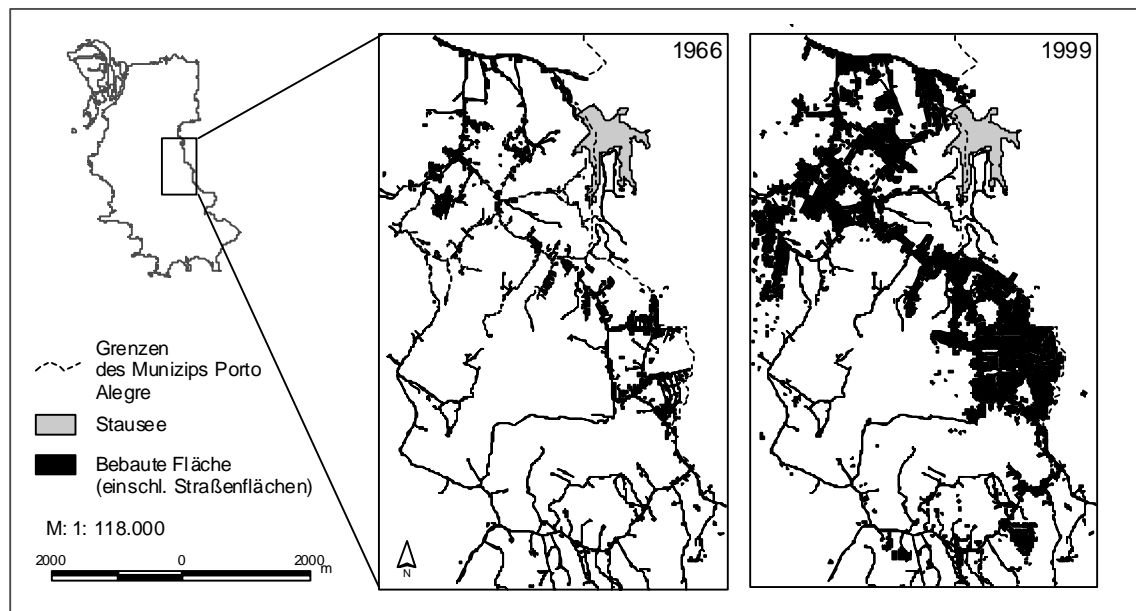 1966
1999
Grenzen
des Munizips Porto
Alegre
Stausee
Bebaute Fläche
(einschl. Straßenflächen)
M: 1: 118.000
2000 0 2000 m
N